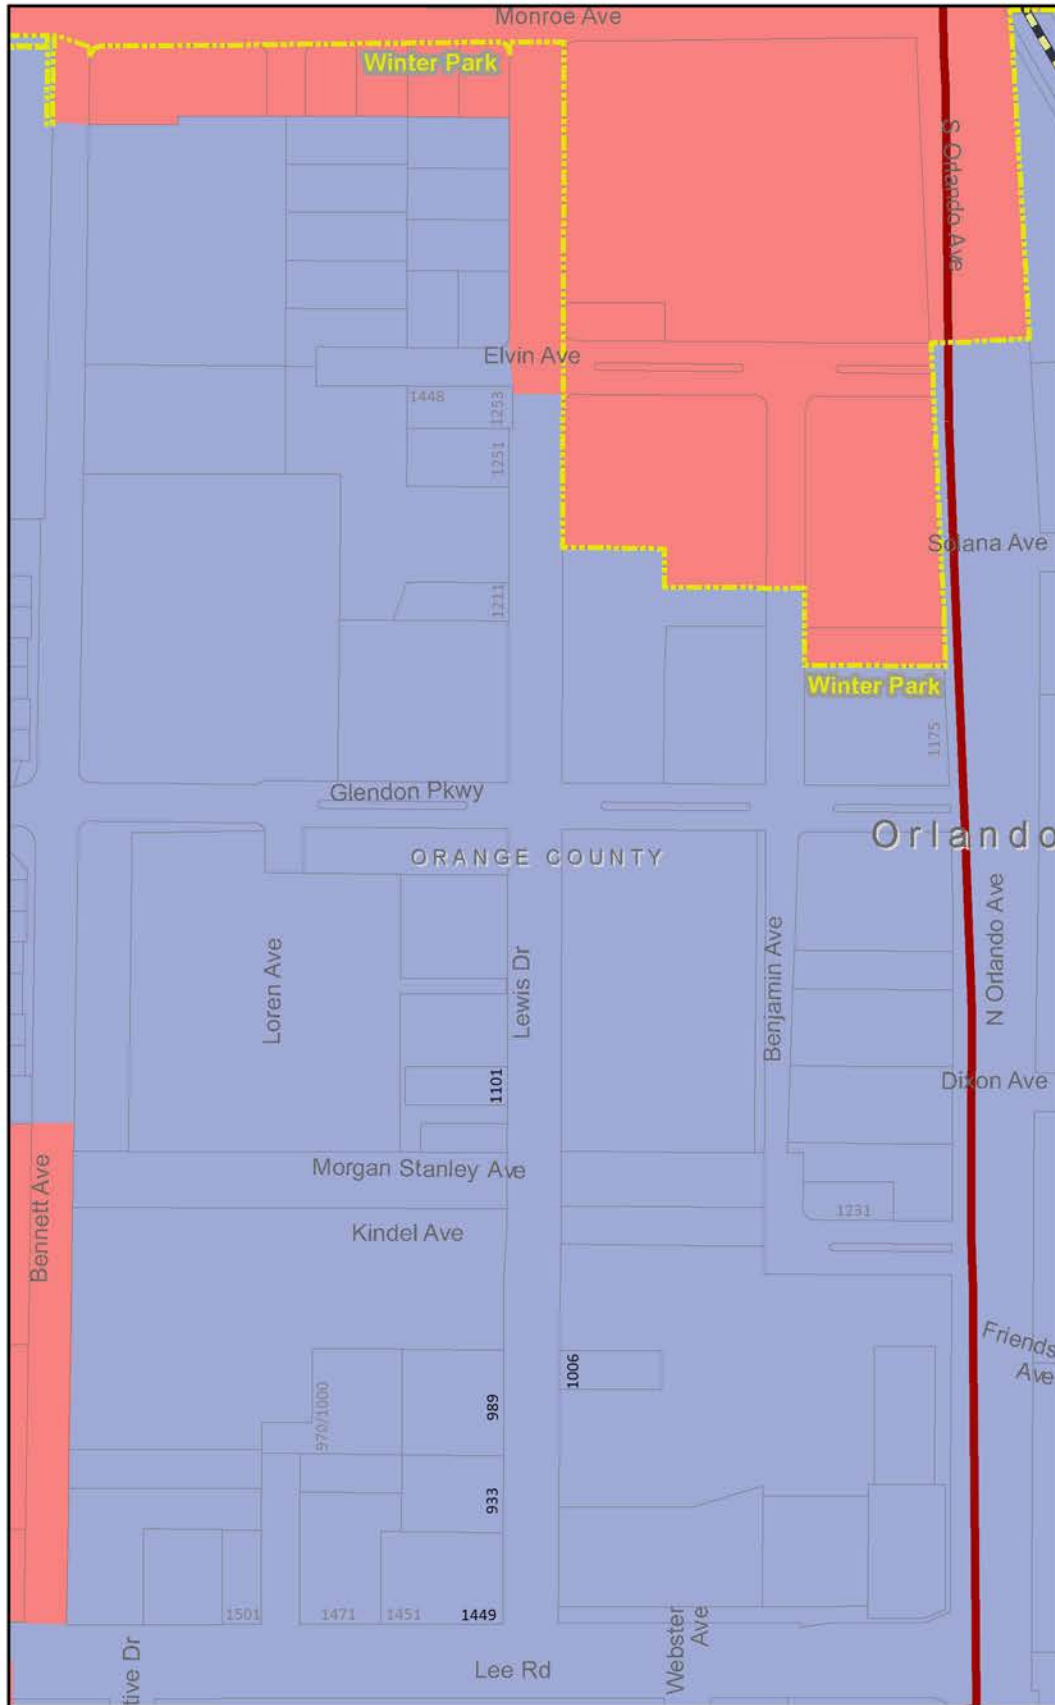 Monroe Ave
Winter Park
S Orlando Ave
Elvin Ave
1448
1253
1251
Solana Ave
1211
Winter Park
1175
Glendon Pkwy
Orlando
ORANGE COUNTY
Loren Ave
Lewis Dr
Benjamin Ave
N Orlando Ave
1101
Dixon Ave
Morgan Stanley Ave
Bennett Ave
1231
Kindel Ave
Friends
Ave
1006
970/1000
989
933
1501
1471
1451
1449
Webster
Ave
tive Dr
Lee Rd